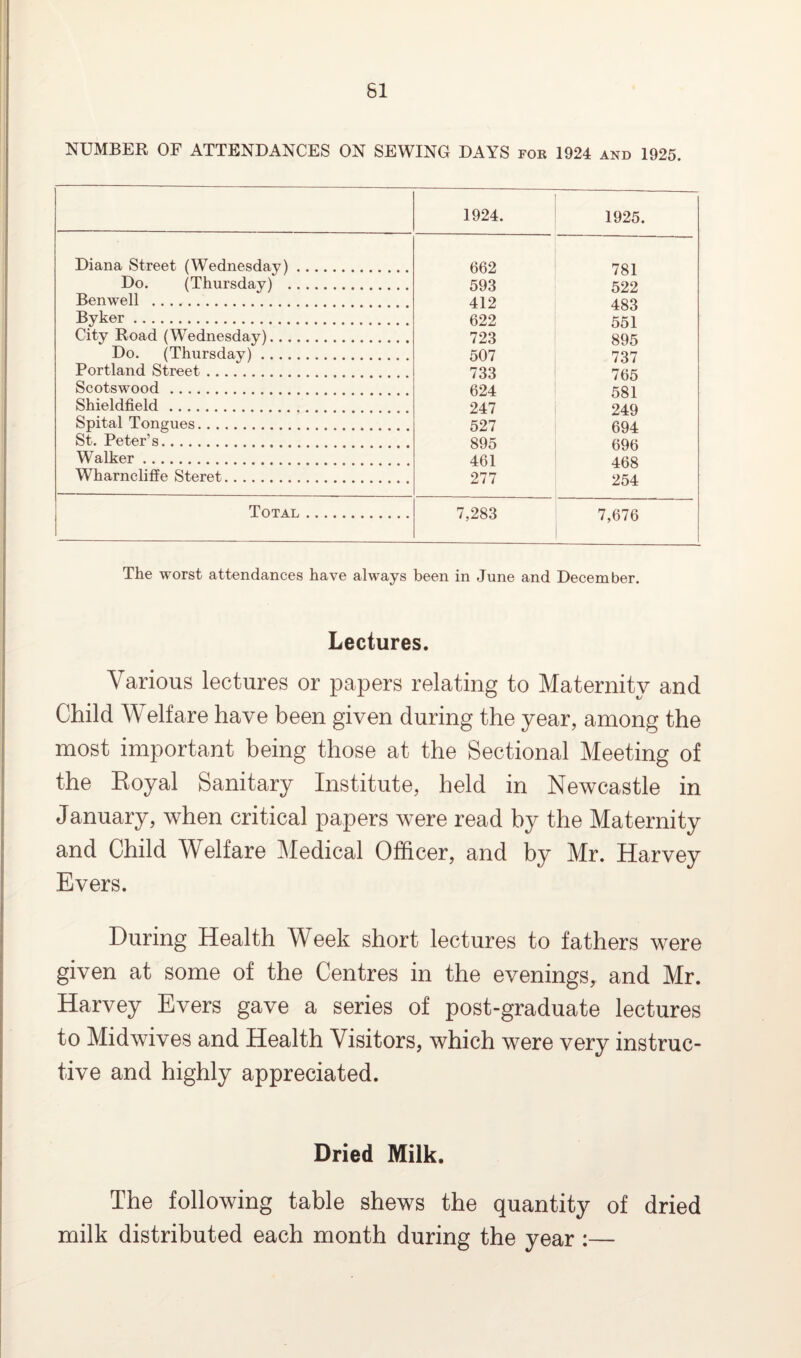 81
NUMBER OF ATTENDANCES ON SEWING DAYS FOR 1924 AND 1925.
1924. 1925.
Diana Street (Wednesday) .............. 662 781
Do. (Thursday) .............. 593 522
Benwell .............. 412 483
Byker .............. 622 551
City Road (Wednesday).............. 723 895
Do. (Thursday) .............. 507 737
Portland Street .............. 733 765
Scotswood .............. 624 581
Shieldfield .............. 247 249
Spital Tongues.............. 527 694
St. Peter's.............. 895 696
Walker .............. 461 468
Wharncliffe Steret.............. 277 254
TOTAL ............ 7,283 7,676
The worst attendances have always been in June and December.
Lectures.
Various lectures or papers relating to Maternity and
Child Welfare have been given during the year, among the
most important being those at the Sectional Meeting of
the Royal Sanitary Institute, held in Newcastle in
January, when critical papers were read by the Maternity
and Child Welfare Medical Officer, and by Mr. Harvey
Evers.
During Health Week short lectures to fathers were
given at some of the Centres in the evenings, and Mr.
Harvey Evers gave a series of post-graduate lectures
to Midwives and Health Visitors, which were very instruc-
tive and highly appreciated.
Dried Milk.
The following table shews the quantity of dried
milk distributed each month during the year :—